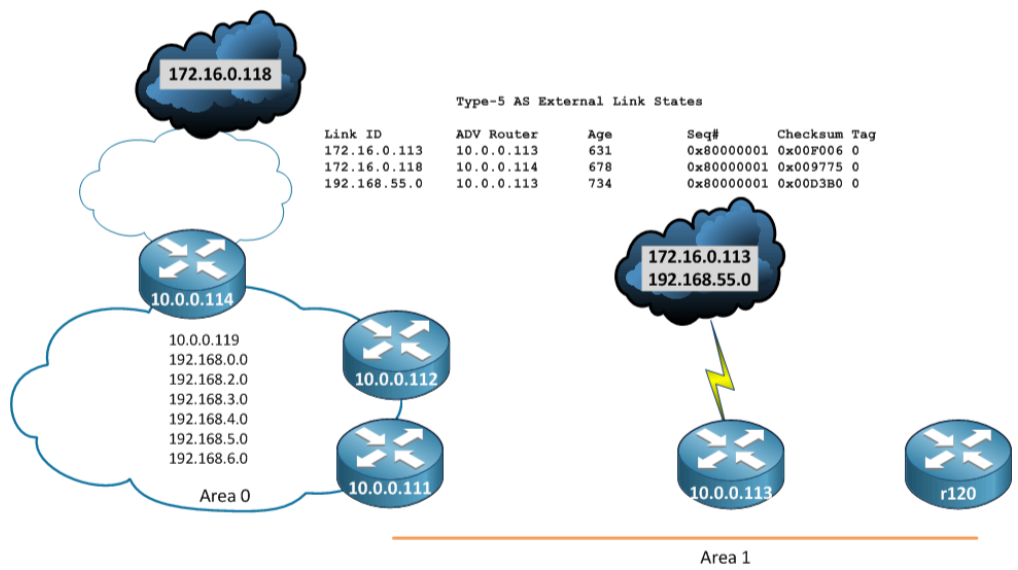 172.16.0.118
Type-5 AS External Link States
Link ID ADV Router Age Seq# Checksum Tag
172.16.0.113 10.0.0.113 631 0x80000001 0x00F006 0
172.16.0.118 10.0.0.114 678 0x80000001 0x009775 0
192.168.55.0 10.0.0.113 734 0x80000001 0x00D3B0 0
172.16.0.113
192.168.55.0
10.0.0.114
10.0.0.119
192.168.0.0
192.168.2.0
192.168.3.0
192.168.4.0
192.168.5.0
192.168.6.0
Area 0
10.0.0.112
10.0.0.111
10.0.0.113
r120
Area 1